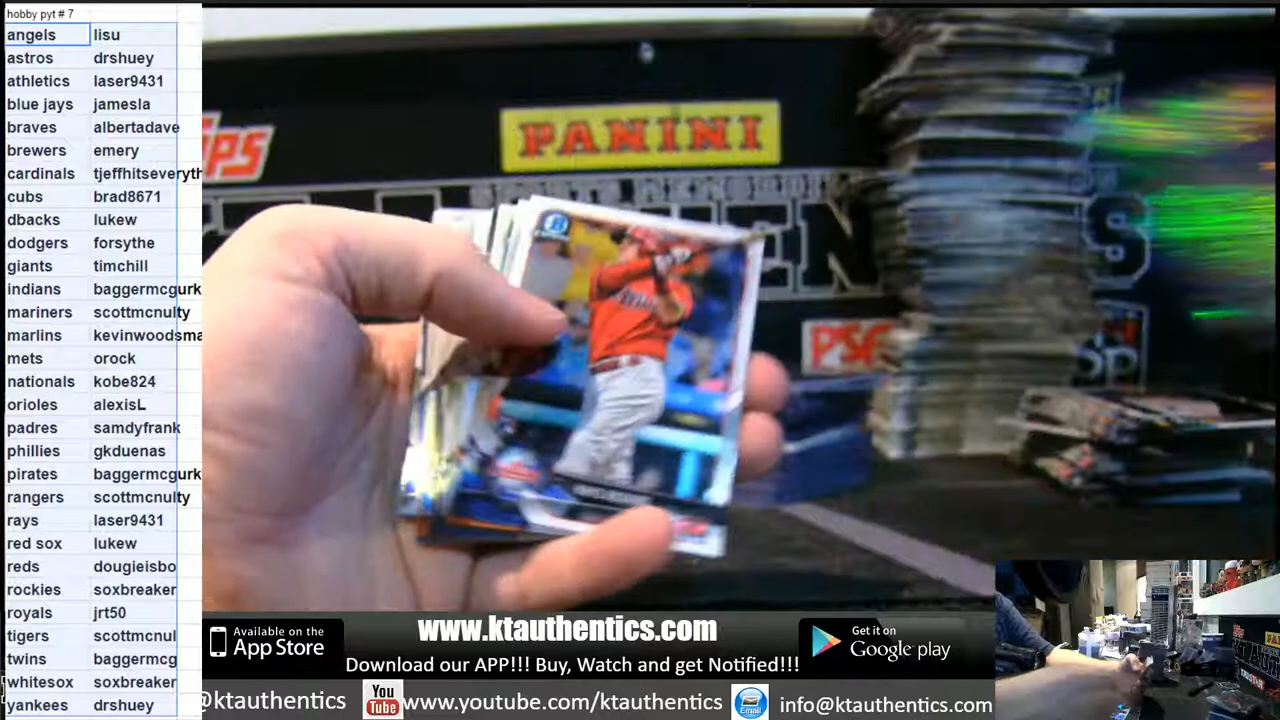 hobby pyt # 7
angels lisu
astros drshuey
athletics laser9431
blue jays jamesla
braves albertadave
brewers emery
cardinals tjeffhitseveryth
cubs brad8671
dbacks lukew
dodgers forsythe
giants timchill
indians baggermcgurk
mariners scottmcnulty
marlins kevinwoodsma
mets orock
nationals kobe824
orioles alexisL
padres samdyfrank
phillies gkduenas
pirates baggermcgurk
rangers scottmcnulty
rays laser9431
red sox lukew
reds dougieisbo
rockies soxbreaker
royals jrt50
tigers scottmcnul
twins baggermcg
whitesox soxbreaker
yankees drshuey
PANINI
PSA
www.ktauthentics.com
Available on the
App Store
Get it on
Google play
Download our APP!!! Buy, Watch and get Notified!!!
@ktauthentics
You
Tube
www.youtube.com/ktauthentics
Email
info@ktauthentics.com